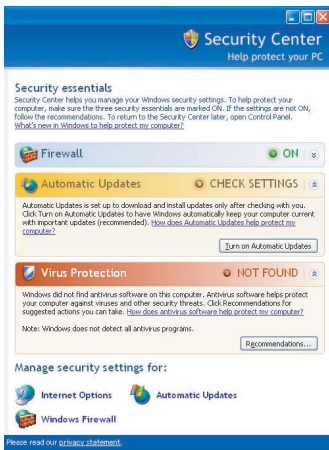 Security Center
Help protect your PC
Security essentials
Security Center helps you manage your Windows security settings. To help protect your
computer, make sure the three security essentials are marked ON. If the settings are not ON,
follow the recommendations. To return to the Security Center later, open Control Panel.
What's new in Windows to help protect my computer?
Firewall ON
Automatic Updates CHECK SETTINGS
Automatic Updates is set up to download and install updates only after checking with you.
Click Turn on Automatic Updates to have Windows automatically keep your computer current
with important updates (recommended). How does Automatic Updates help protect my
computer?
Turn on Automatic Updates
Virus Protection NOT FOUND
Windows did not find antivirus software on this computer. Antivirus software helps protect
your computer against viruses and other security threats. Click Recommendations for
suggested actions you can take. How does antivirus software help protect my computer?
Note: Windows does not detect all antivirus programs.
Recommendations...
Manage security settings for:
Internet Options Automatic Updates
Windows Firewall
Please read our privacy statement.